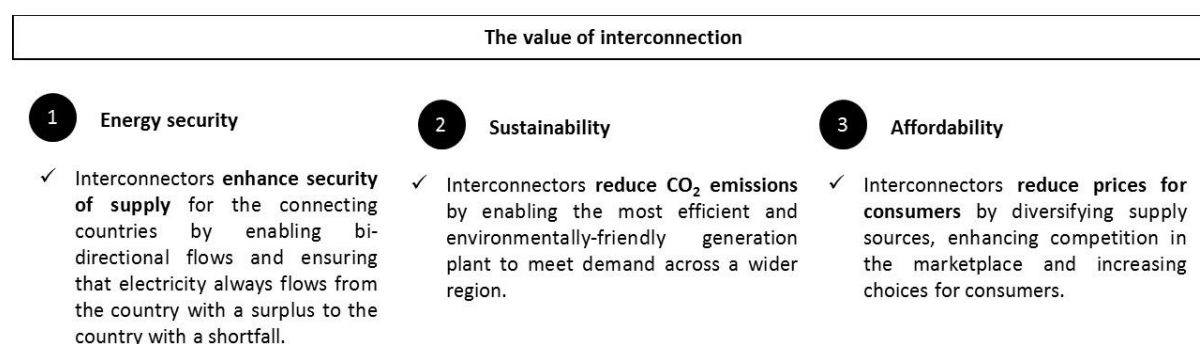 The value of interconnection
1
Energy security
✓ Interconnectors enhance security
of supply for the connecting
countries by enabling bi-
directional flows and ensuring
that electricity always flows from
the country with a surplus to the
country with a shortfall.
2
Sustainability
✓ Interconnectors reduce CO₂ emissions
by enabling the most efficient and
environmentally-friendly generation
plant to meet demand across a wider
region.
3
Affordability
✓ Interconnectors reduce prices for
consumers by diversifying supply
sources, enhancing competition in
the marketplace and increasing
choices for consumers.